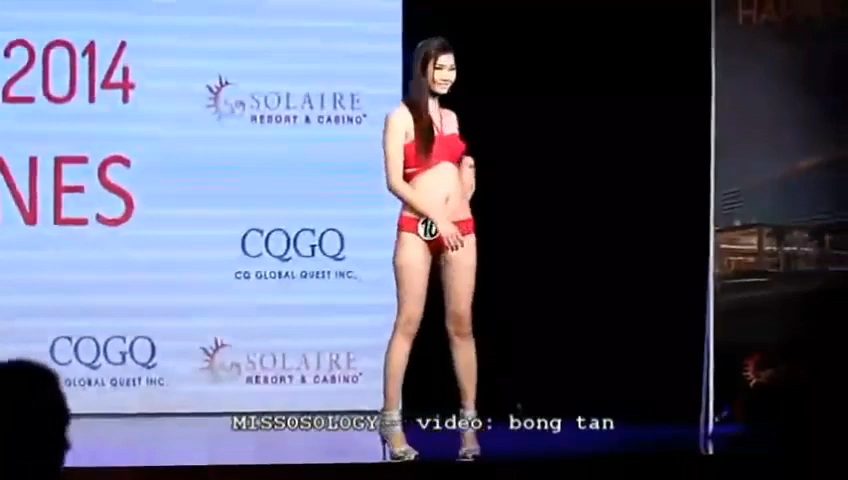 2014
SOLAIRE
RESORT & CASINO
NES
CQGQ
CQ GLOBAL QUEST INC.
CQGQ
GLOBAL QUEST INC.
SOLAIRE
RESORT & CASINO
10
MISSOSOLOGY - video: bong tan